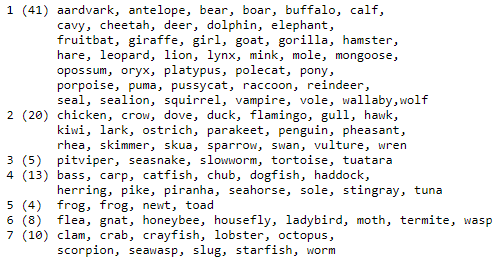 1 (41) aardvark, antelope, bear, boar, buffalo, calf,
cavy, cheetah, deer, dolphin, elephant,
fruitbat, giraffe, girl, goat, gorilla, hamster,
hare, leopard, lion, lynx, mink, mole, mongoose,
opossum, oryx, platypus, polecat, pony,
porpoise, puma, pussycat, raccoon, reindeer,
seal, sealion, squirrel, vampire, vole, wallaby,wolf
2 (20) chicken, crow, dove, duck, flamingo, gull, hawk,
kiwi, lark, ostrich, parakeet, penguin, pheasant,
rhea, skimmer, skua, sparrow, swan, vulture, wren
3 (5) pitviper, seasnake, slowworm, tortoise, tuatara
4 (13) bass, carp, catfish, chub, dogfish, haddock,
herring, pike, piranha, seahorse, sole, stingray, tuna
5 (4) frog, frog, newt, toad
6 (8) flea, gnat, honeybee, housefly, ladybird, moth, termite, wasp
7 (10) clam, crab, crayfish, lobster, octopus,
scorpion, seawasp, slug, starfish, worm